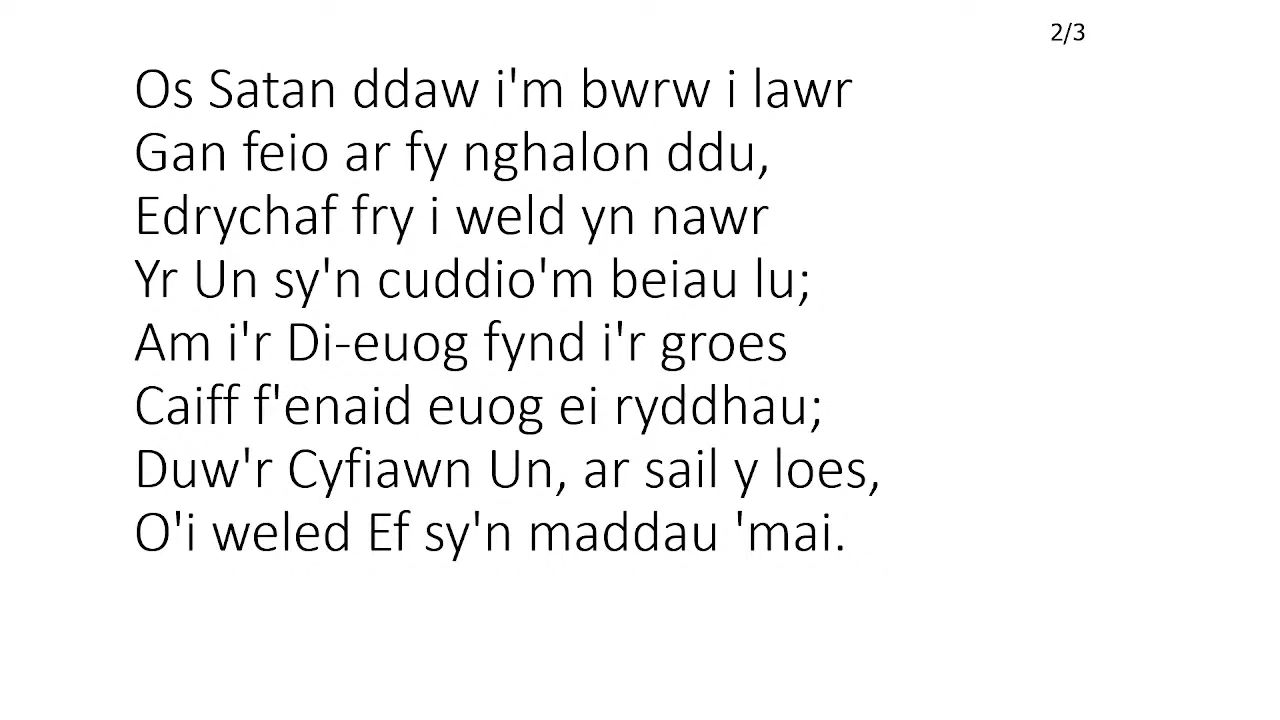 2/3
Os Satan ddaw i'm bwrw i lawr
Gan feio ar fy nghalon ddu,
Edrychaf fry i weld yn nawr
Yr Un sy'n cuddio'm beiau lu;
Am i'r Di-euog fynd i'r groes
Caiff f'enaid euog ei ryddhau;
Duw'r Cyfiawn Un, ar sail y loes,
O'i weled Ef sy'n maddau 'mai.